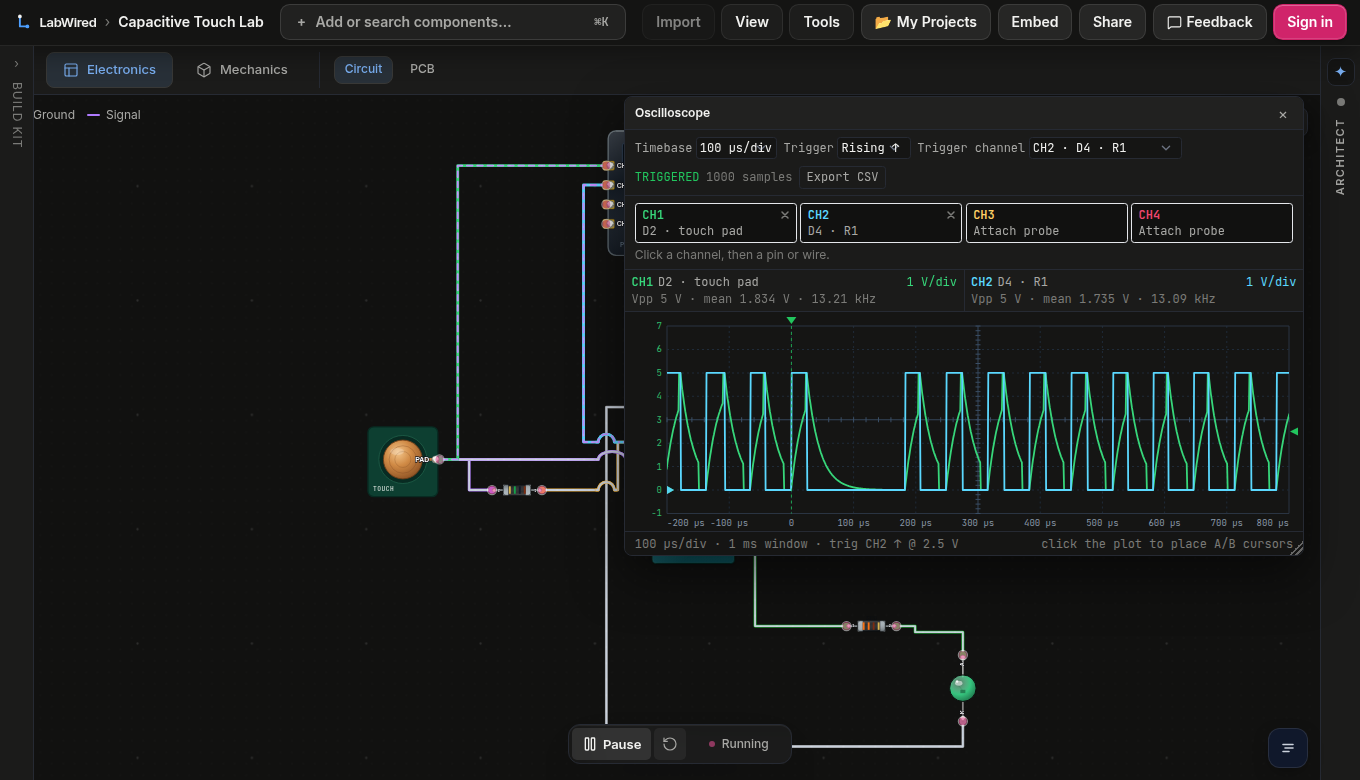 LabWired › Capacitive Touch Lab
+ Add or search components... ⌘K
Import
View
Tools
📂 My Projects
Embed
Share
Feedback
Sign in
›
BUILD KIT
Electronics
Mechanics
Circuit
PCB
ARCHITECT
Ground
Signal
Oscilloscope
×
Timebase 100 µs/div Trigger Rising ↑ Trigger channel CH2 · D4 · R1
TRIGGERED 1000 samples Export CSV
CH1 ×
D2 · touch pad
CH2 ×
D4 · R1
CH3
Attach probe
CH4
Attach probe
Click a channel, then a pin or wire.
CH1 D2 · touch pad 1 V/div
Vpp 5 V · mean 1.834 V · 13.21 kHz
CH2 D4 · R1 1 V/div
Vpp 5 V · mean 1.735 V · 13.09 kHz
7
6
5
4
3
2
1
0
-1
-200 µs -100 µs 0 100 µs 200 µs 300 µs 400 µs 500 µs 600 µs 700 µs 800 µs
100 µs/div · 1 ms window · trig CH2 ↑ @ 2.5 V
click the plot to place A/B cursors
PAD
TOUCH
Pause
Running